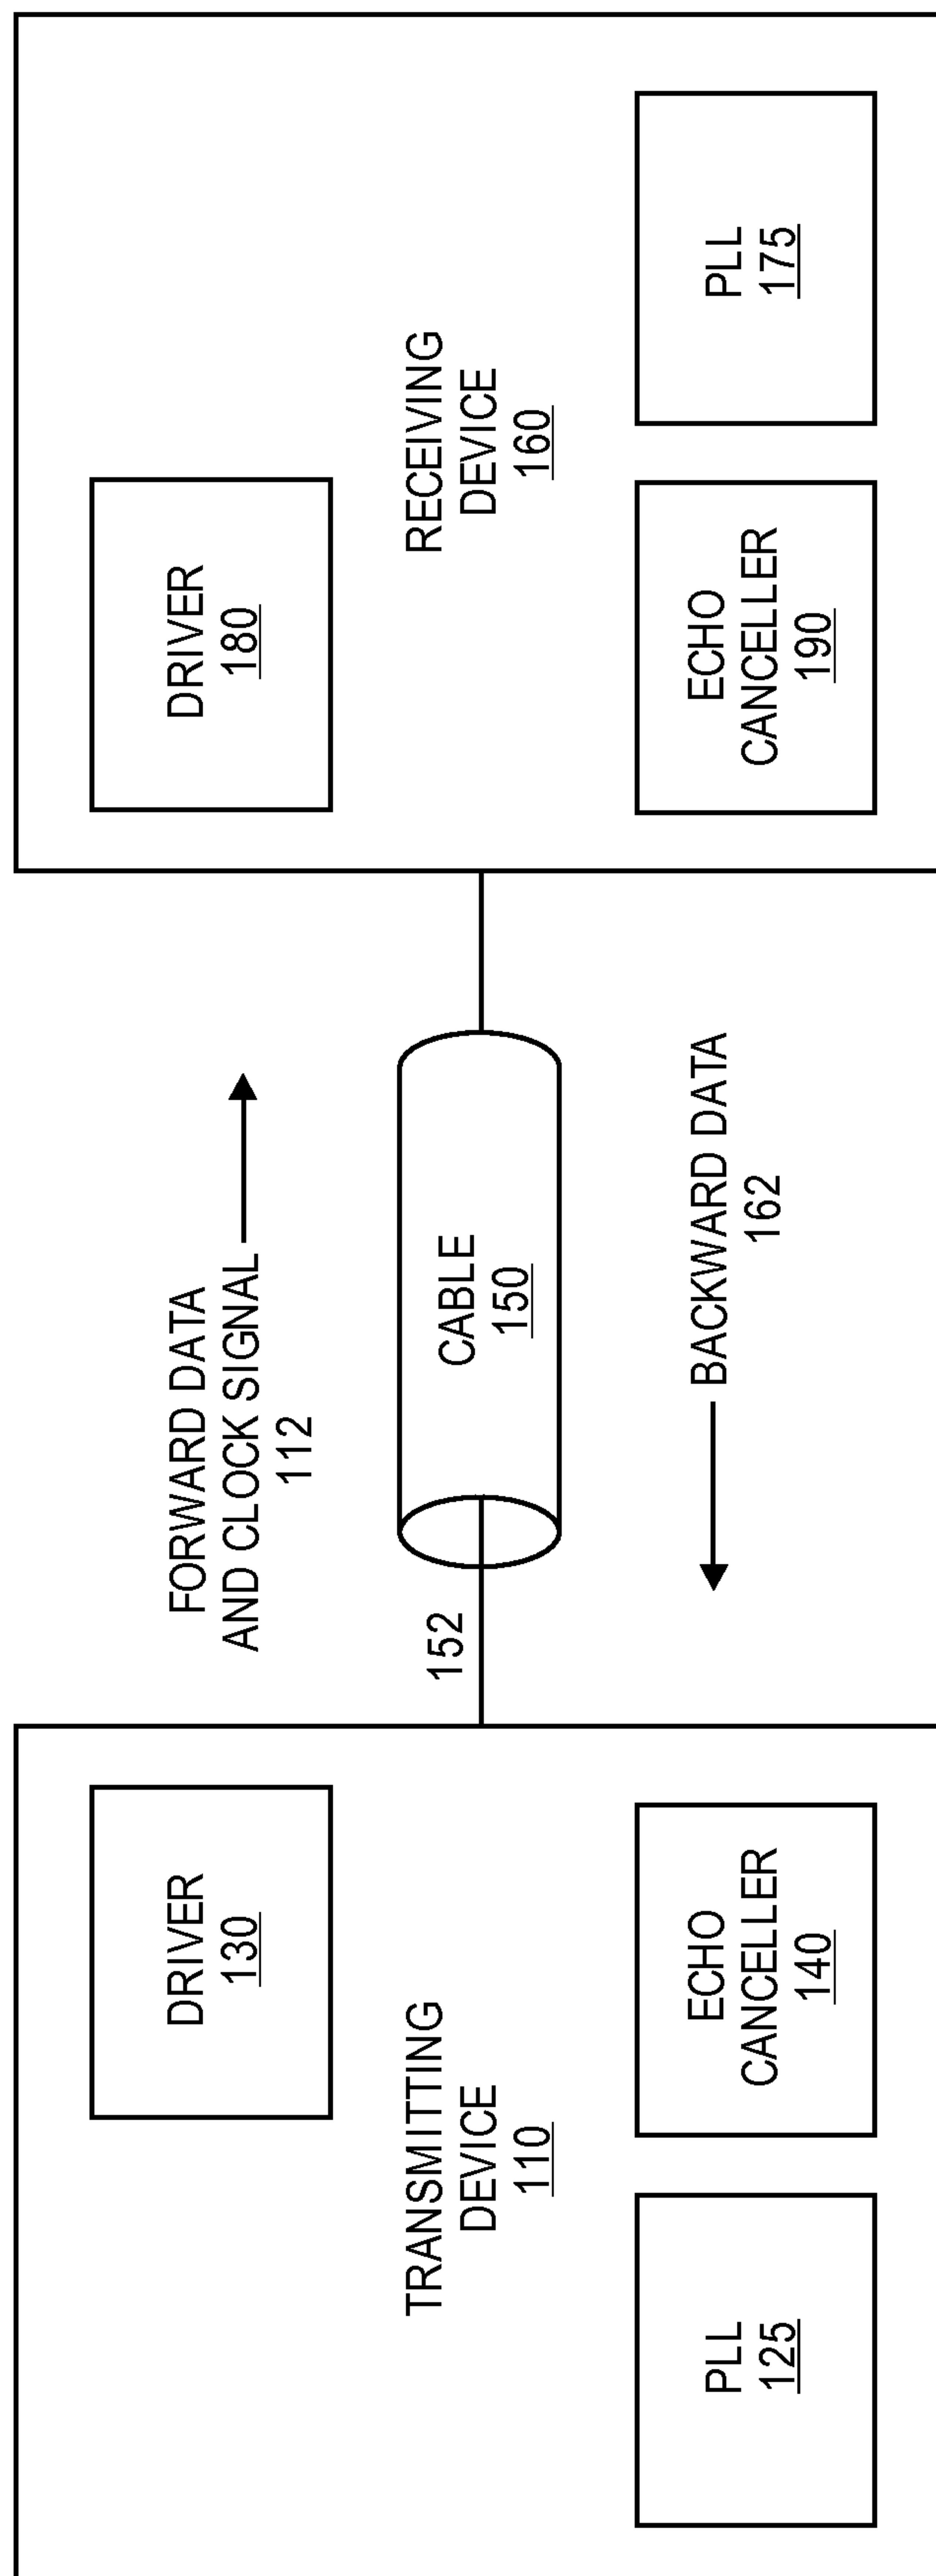 FORWARD DATA
AND CLOCK SIGNAL
112
DRIVER
130
TRANSMITTING
DEVICE
110
PLL
125
ECHO
CANCELLER
140
152
CABLE
150
BACKWARD DATA
162
DRIVER
180
RECEIVING
DEVICE
160
ECHO
CANCELLER
190
PLL
175